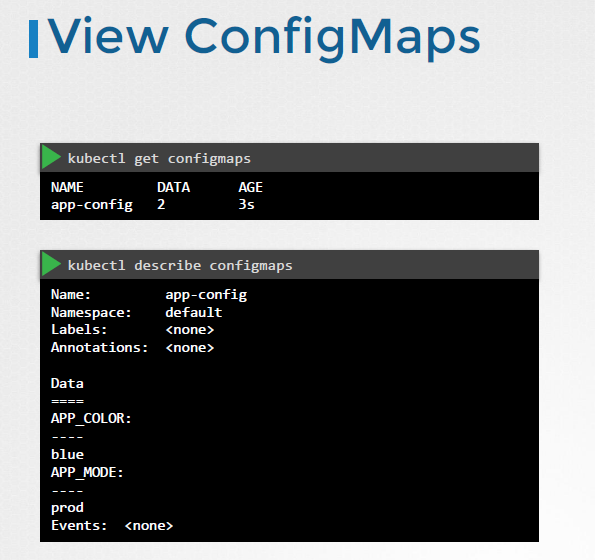 View ConfigMaps
kubectl get configmaps
NAME DATA AGE
app-config 2 3s
kubectl describe configmaps
Name: app-config
Namespace: default
Labels: <none>
Annotations: <none>
Data
====
APP_COLOR:
----
blue
APP_MODE:
----
prod
Events: <none>